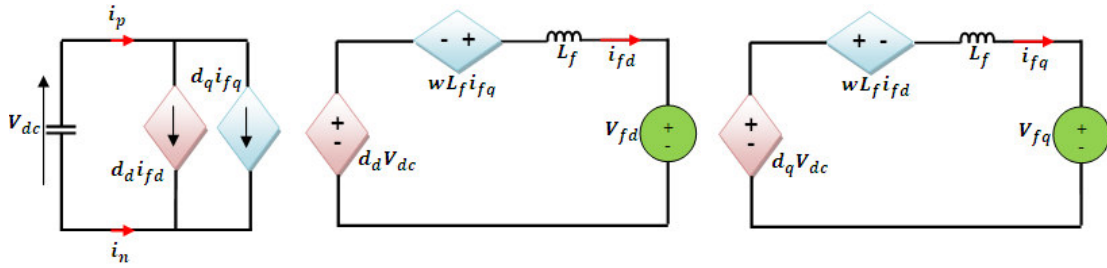 i_p
d_q i_fq
V_dc
d_d i_fd
i_n
- +
wL_f i_fq
L_f
i_fd
+
-
d_d V_dc
V_fd
+
-
+ -
wL_f i_fd
L_f
i_fq
+
-
d_q V_dc
V_fq
+
-